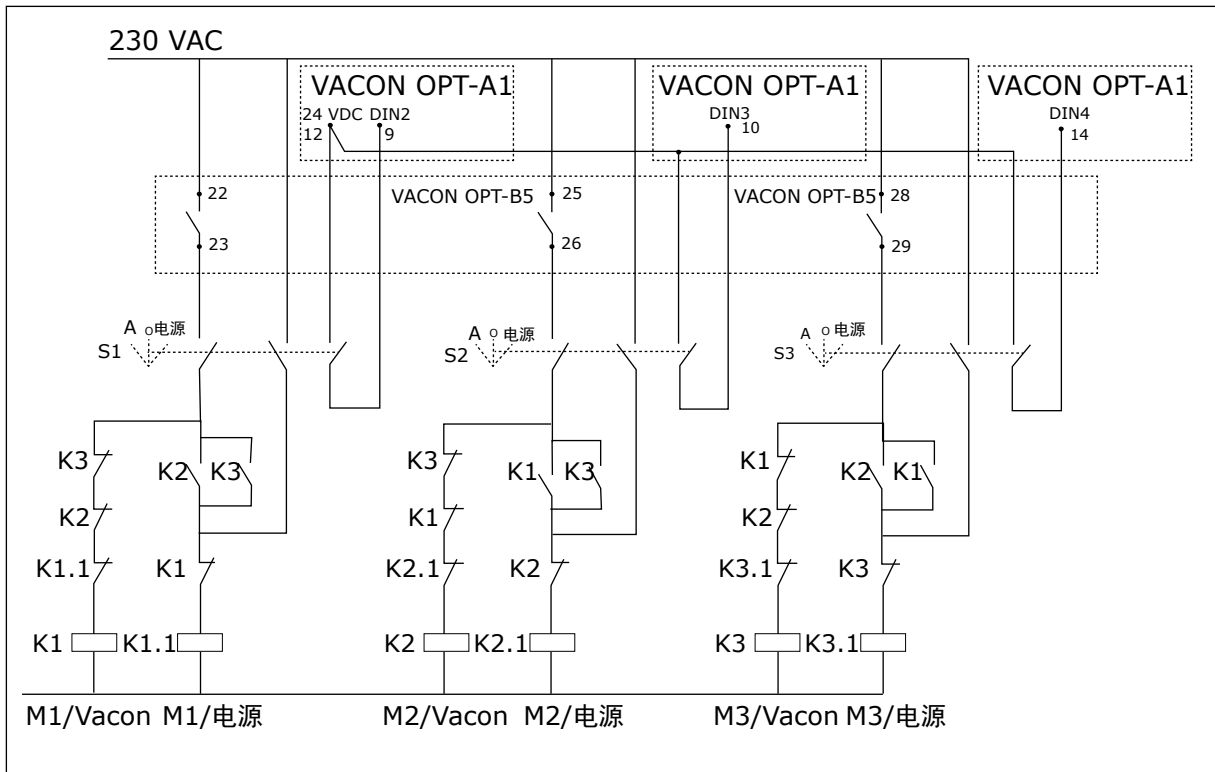 230 VAC
VACON OPT-A1
VACON OPT-A1
VACON OPT-A1
24 VDC DIN2
12
9
DIN3
10
DIN4
14
22
VACON OPT-B5
25
VACON OPT-B5
28
23
26
29
A
O
电源
S1
A
O
电源
S2
A
O
电源
S3
K3
K2
K3
K3
K1
K3
K1
K2
K1
K2
K1
K2
K1.1
K1
K2.1
K2
K3.1
K3
K1
K1.1
K2
K2.1
K3
K3.1
M1/Vacon
M1/电源
M2/Vacon
M2/电源
M3/Vacon
M3/电源